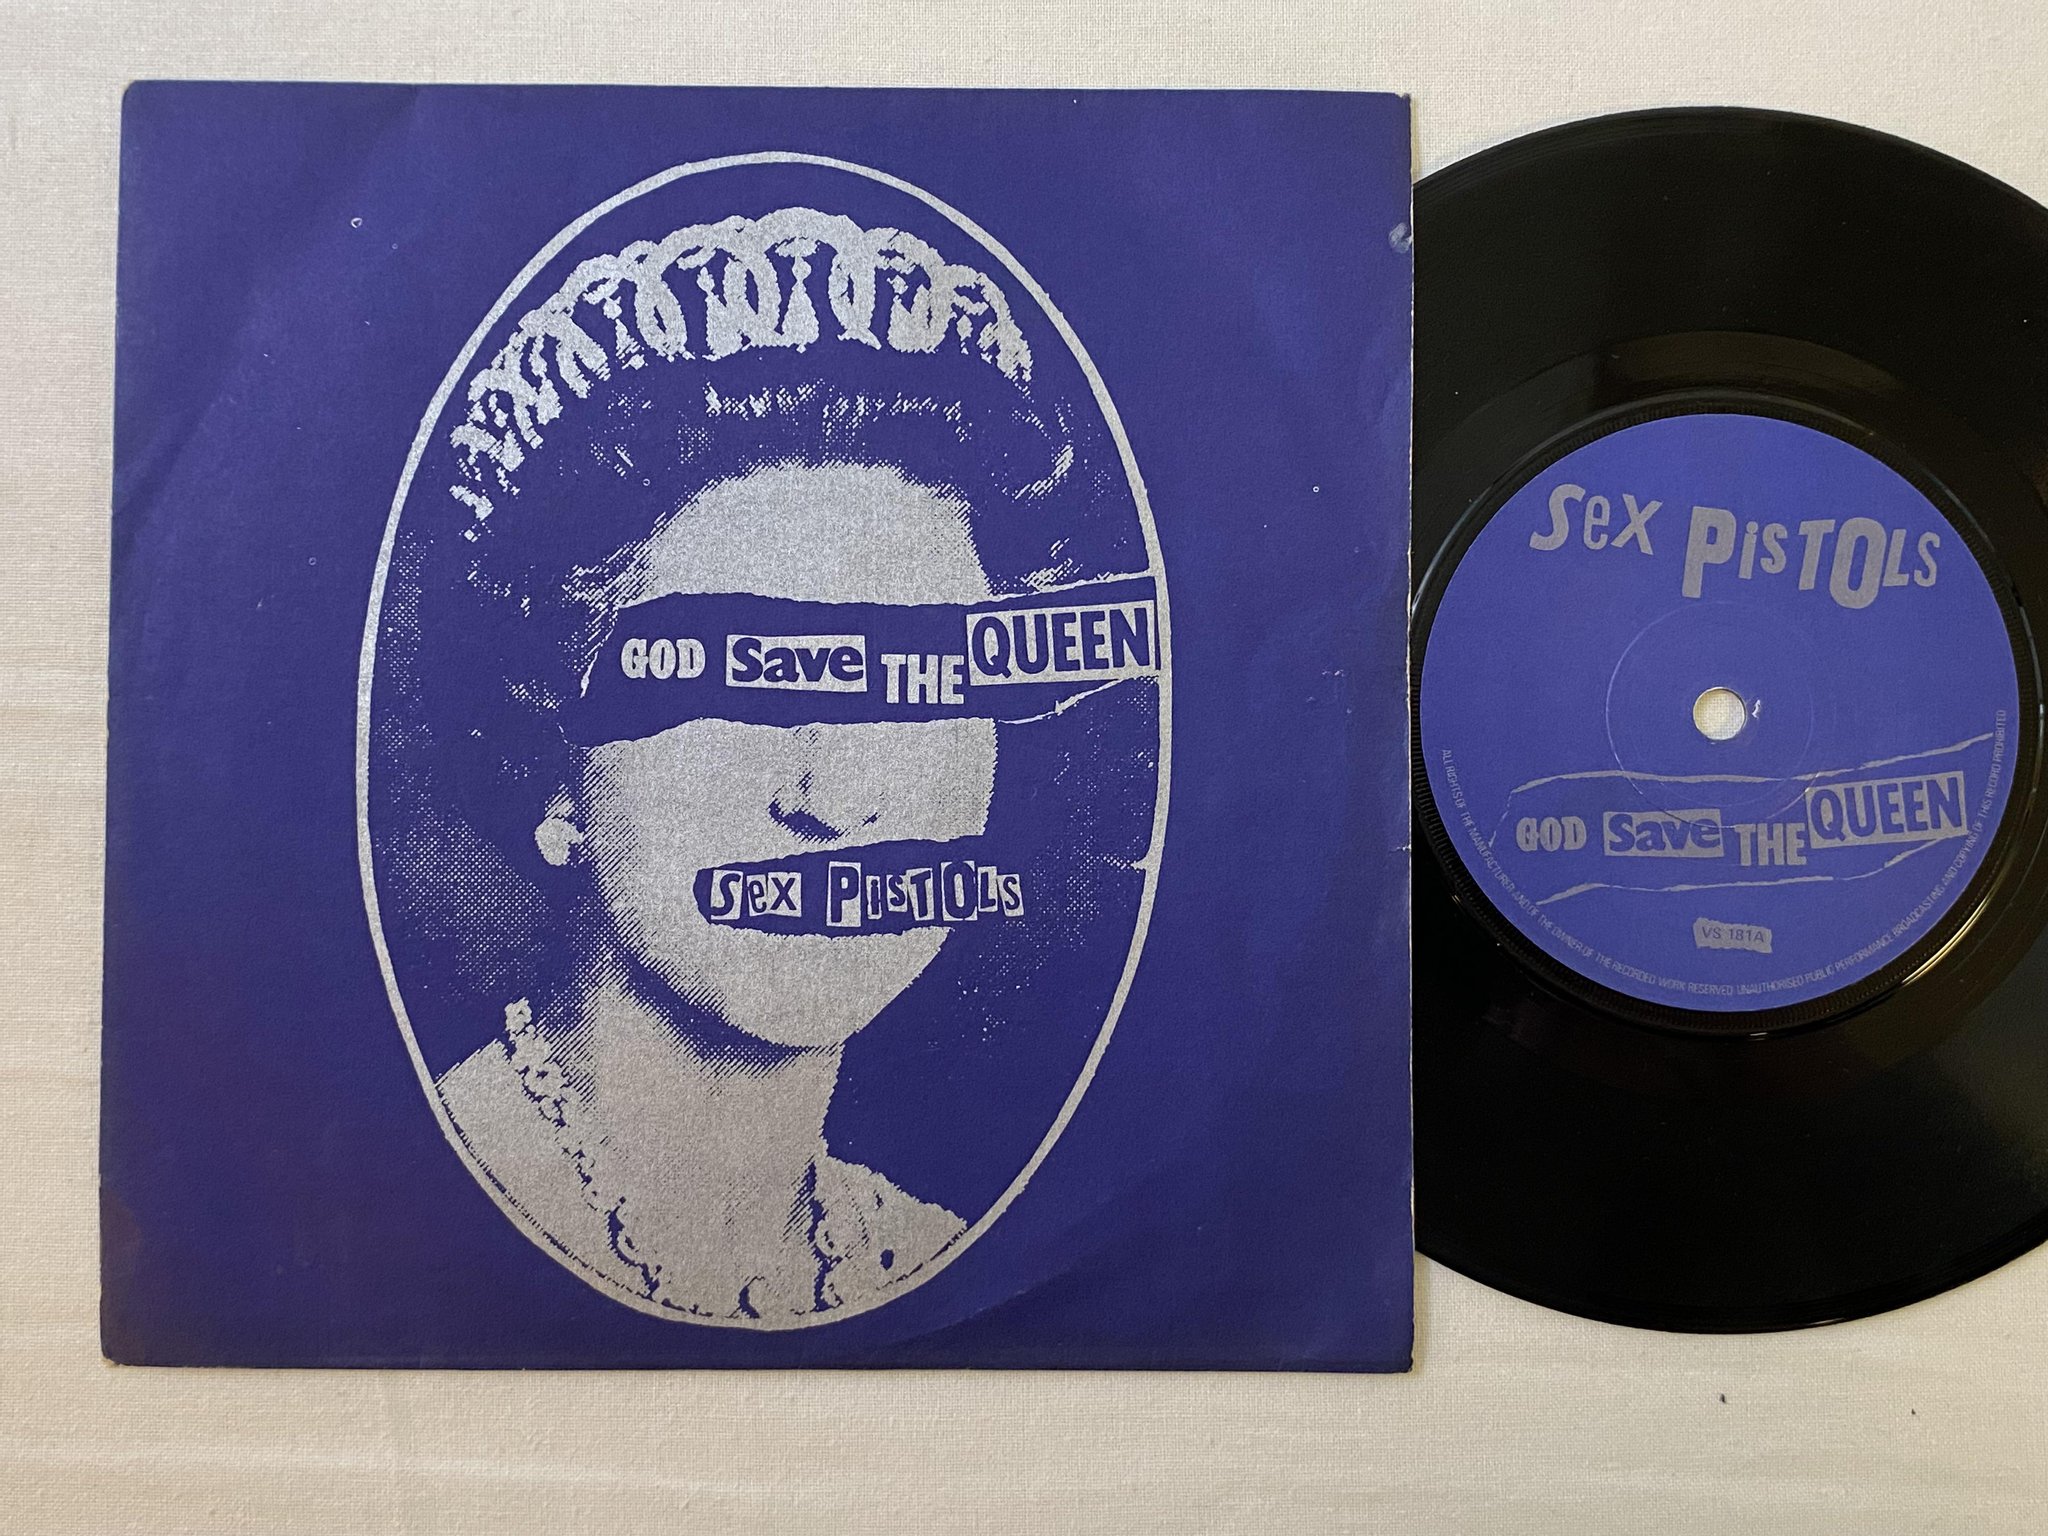 GOD Save THE QUEEN
SEX PISTOLS
SEX PISTOLS
GOD Save THE QUEEN
VS 181A
ALL RIGHTS OF THE MANUFACTURER AND OF THE OWNER OF THE RECORDED WORK RESERVED UNAUTHORISED PUBLIC PERFORMANCE BROADCASTING AND COPYING OF THIS RECORD PROHIBITED